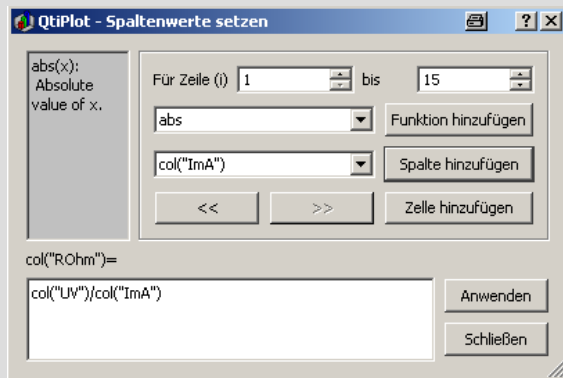 QtiPlot - Spaltenwerte setzen
abs(x):
Absolute
value of x.
Für Zeile (i) 1 bis 15
abs Funktion hinzufügen
col("ImA") Spalte hinzufügen
<< >> Zelle hinzufügen
col("ROhm")=
col("UV")/col("ImA") Anwenden
Schließen